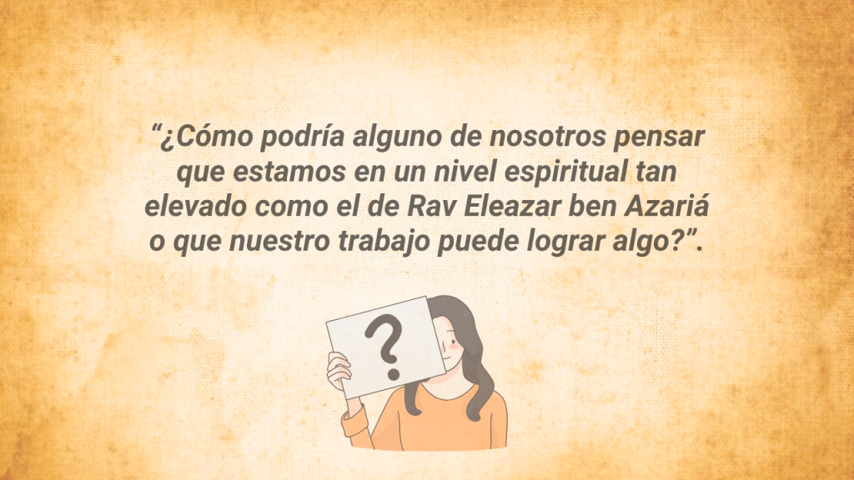 “¿Cómo podría alguno de nosotros pensar
que estamos en un nivel espiritual tan
elevado como el de Rav Eleazar ben Azariá
o que nuestro trabajo puede lograr algo?”.
?